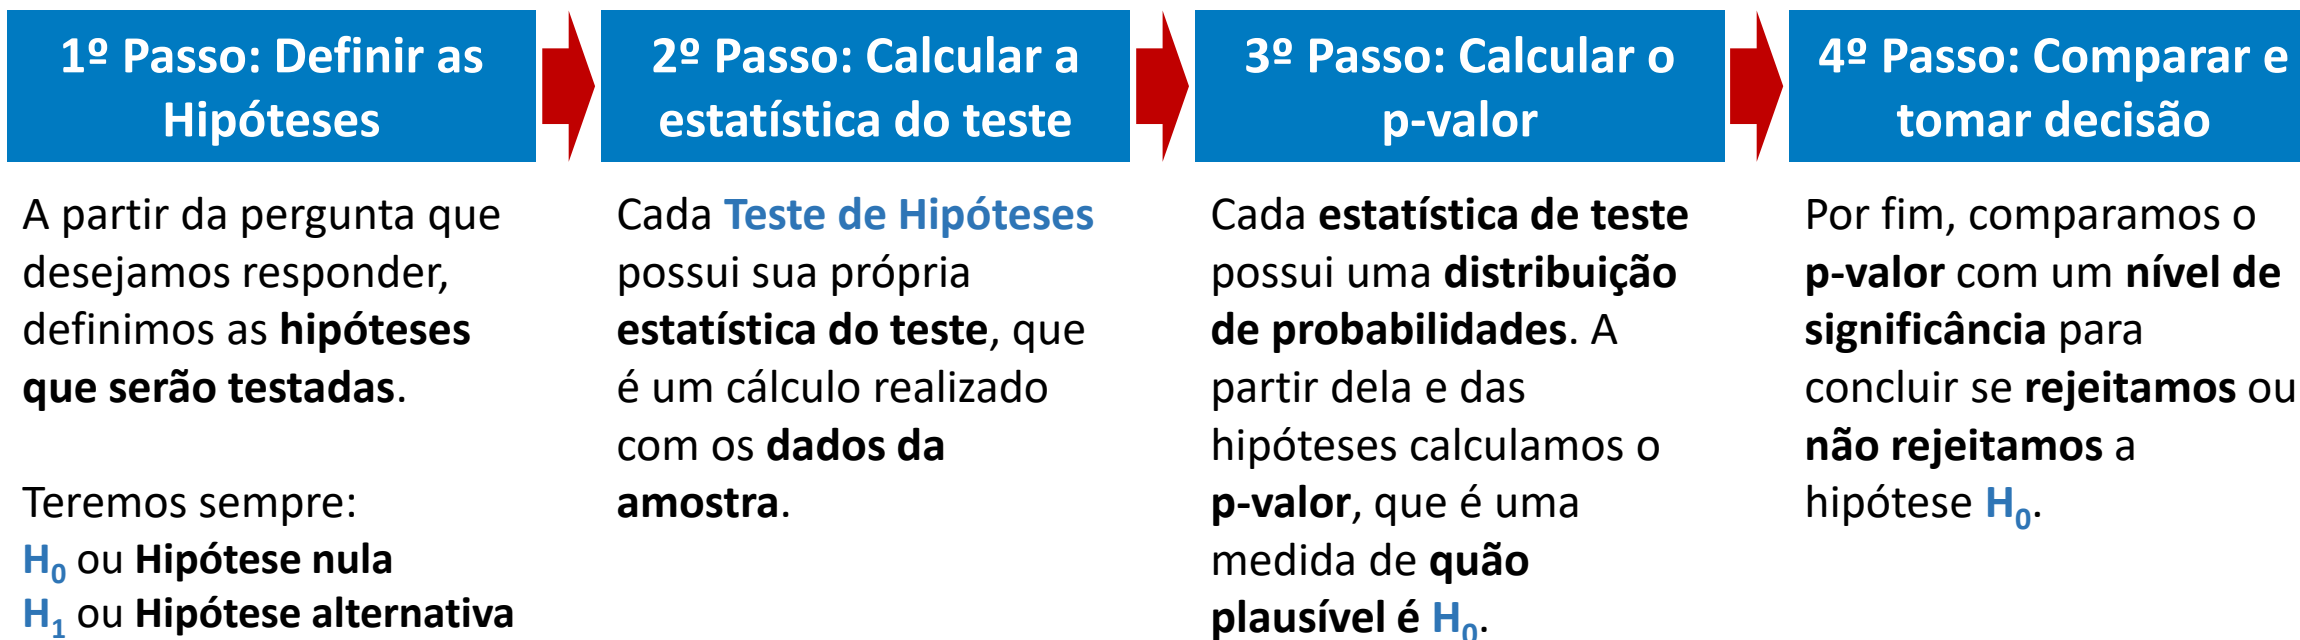 1º Passo: Definir as
Hipóteses
A partir da pergunta que
desejamos responder,
definimos as hipóteses
que serão testadas.
Teremos sempre:
H₀ ou Hipótese nula
H₁ ou Hipótese alternativa
2º Passo: Calcular a
estatística do teste
Cada Teste de Hipóteses
possui sua própria
estatística do teste, que
é um cálculo realizado
com os dados da
amostra.
3º Passo: Calcular o
p-valor
Cada estatística de teste
possui uma distribuição
de probabilidades. A
partir dela e das
hipóteses calculamos o
p-valor, que é uma
medida de quão
plausível é H₀.
4º Passo: Comparar e
tomar decisão
Por fim, comparamos o
p-valor com um nível de
significância para
concluir se rejeitamos ou
não rejeitamos a
hipótese H₀.